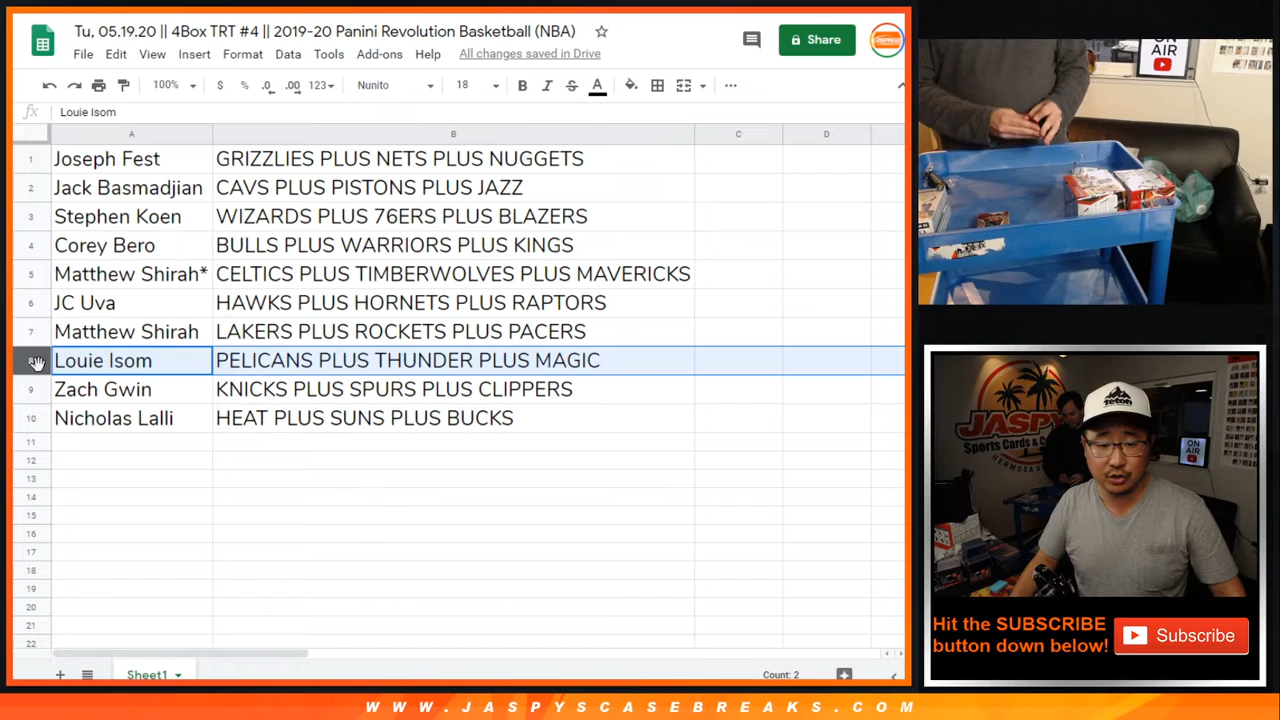 Tu, 05.19.20 || 4Box TRT #4 || 2019-20 Panini Revolution Basketball (NBA)
File Edit View Insert Format Data Tools Add-ons Help All changes saved in Drive
Share
100% $ % .0 .00 123 Nunito 18 B I S A
fx Louie Isom
A B C D
1 Joseph Fest GRIZZLIES PLUS NETS PLUS NUGGETS
2 Jack Basmadjian CAVS PLUS PISTONS PLUS JAZZ
3 Stephen Koen WIZARDS PLUS 76ERS PLUS BLAZERS
4 Corey Bero BULLS PLUS WARRIORS PLUS KINGS
5 Matthew Shirah* CELTICS PLUS TIMBERWOLVES PLUS MAVERICKS
6 JC Uva HAWKS PLUS HORNETS PLUS RAPTORS
7 Matthew Shirah LAKERS PLUS ROCKETS PLUS PACERS
Louie Isom PELICANS PLUS THUNDER PLUS MAGIC
9 Zach Gwin KNICKS PLUS SPURS PLUS CLIPPERS
10 Nicholas Lalli HEAT PLUS SUNS PLUS BUCKS
11
12
13
14
15
16
17
18
19
20
21
22
Sheet1
Count: 2
ON
AIR
JASPY
Sports Cards & C
HERMOSA
ON
AIR
Hit the SUBSCRIBE
button down below!
Subscribe
WWW.JASPYSCASEBREAKS.COM